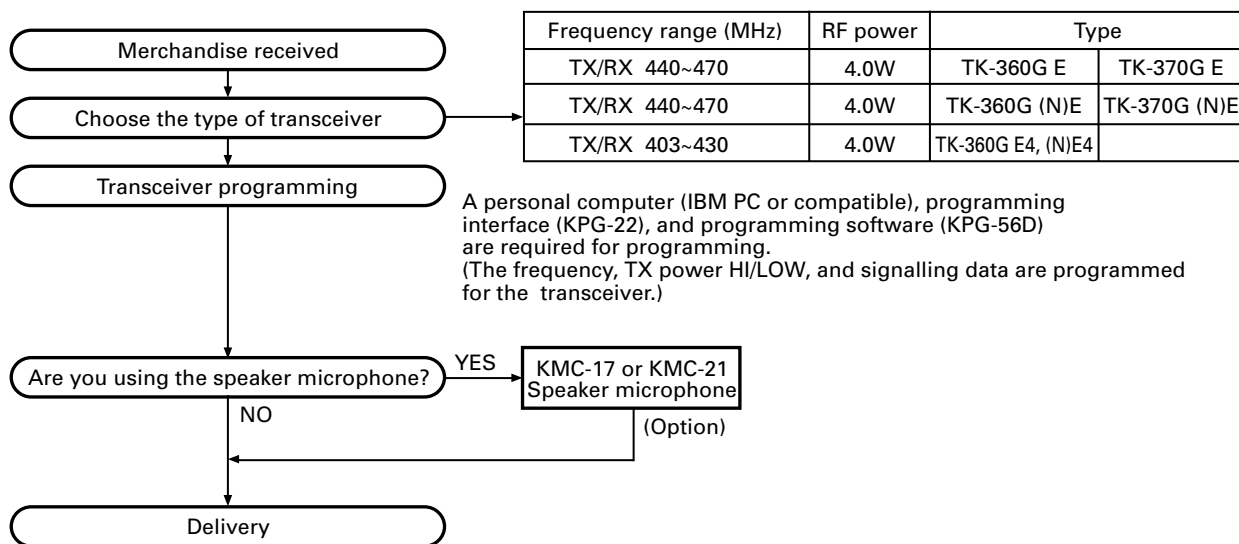 Merchandise received
Choose the type of transceiver
Frequency range (MHz) RF power Type
TX/RX 440~470 4.0W TK-360G E TK-370G E
TX/RX 440~470 4.0W TK-360G (N)E TK-370G (N)E
TX/RX 403~430 4.0W TK-360G E4, (N)E4
Transceiver programming
A personal computer (IBM PC or compatible), programming
interface (KPG-22), and programming software (KPG-56D)
are required for programming.
(The frequency, TX power HI/LOW, and signalling data are programmed
for the transceiver.)
Are you using the speaker microphone?
YES
KMC-17 or KMC-21
Speaker microphone
(Option)
NO
Delivery